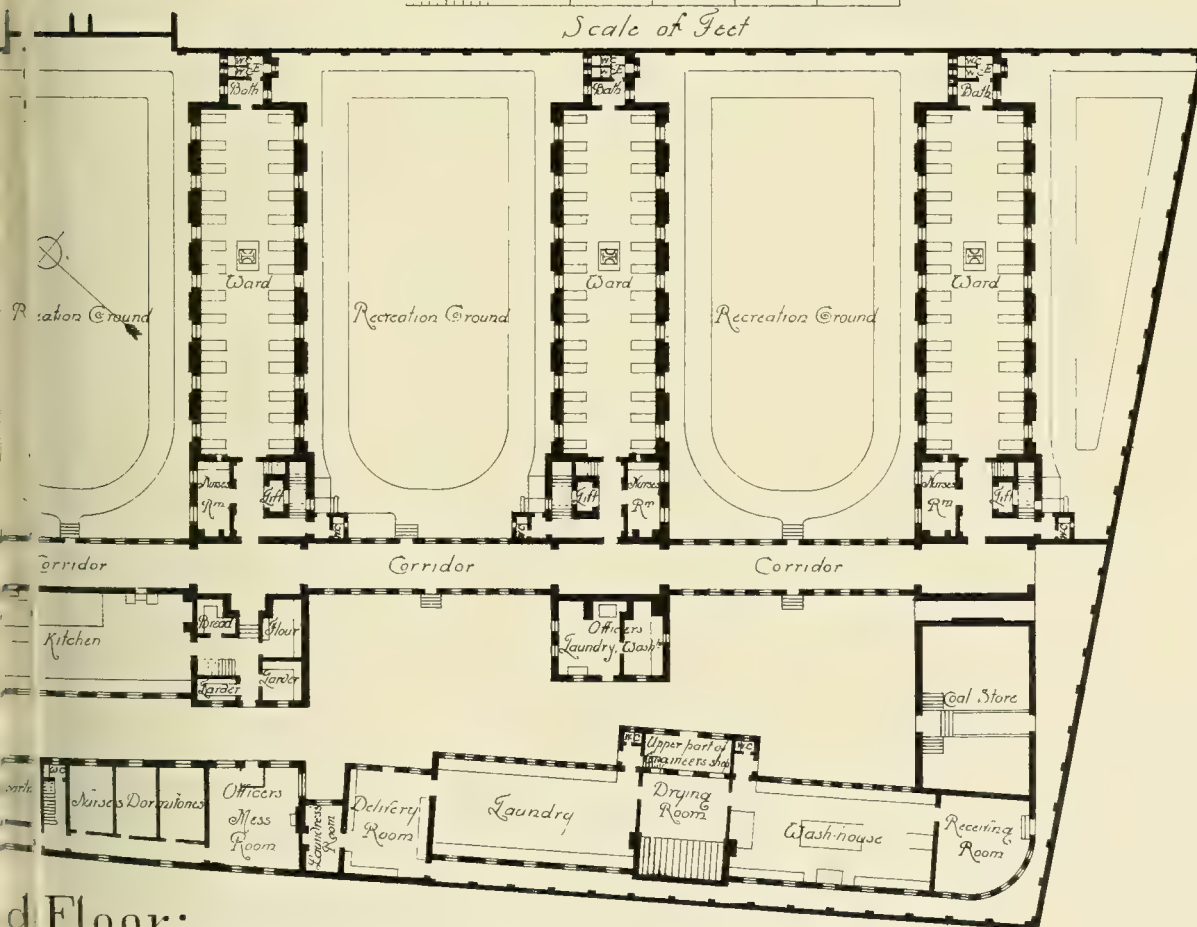 Scale of Feet
W.C
W.C E
Bath
W.C
W.C E
Bath
W.C
W.C E
Bath
Ward
Ward
Ward
Recreation Ground
Recreation Ground
Nurses
Rm
Lift
W.C
W.C
Lift
Nurses
Rm
Nurses
Rm
Lift
W.C
Corridor
Corridor
Corridor
Kitchen
Bread
Flour
Larder
Larder
Officers
Laundry, Wash
Coal Store
W.C
Nurses Dormitories
Officers
Mess
Room
Laundress
Room
Delivery
Room
Laundry
W.C
Upper part of
Engineers shop
W.C
Drying
Room
Wash-house
Receiving
Room
d Floor: